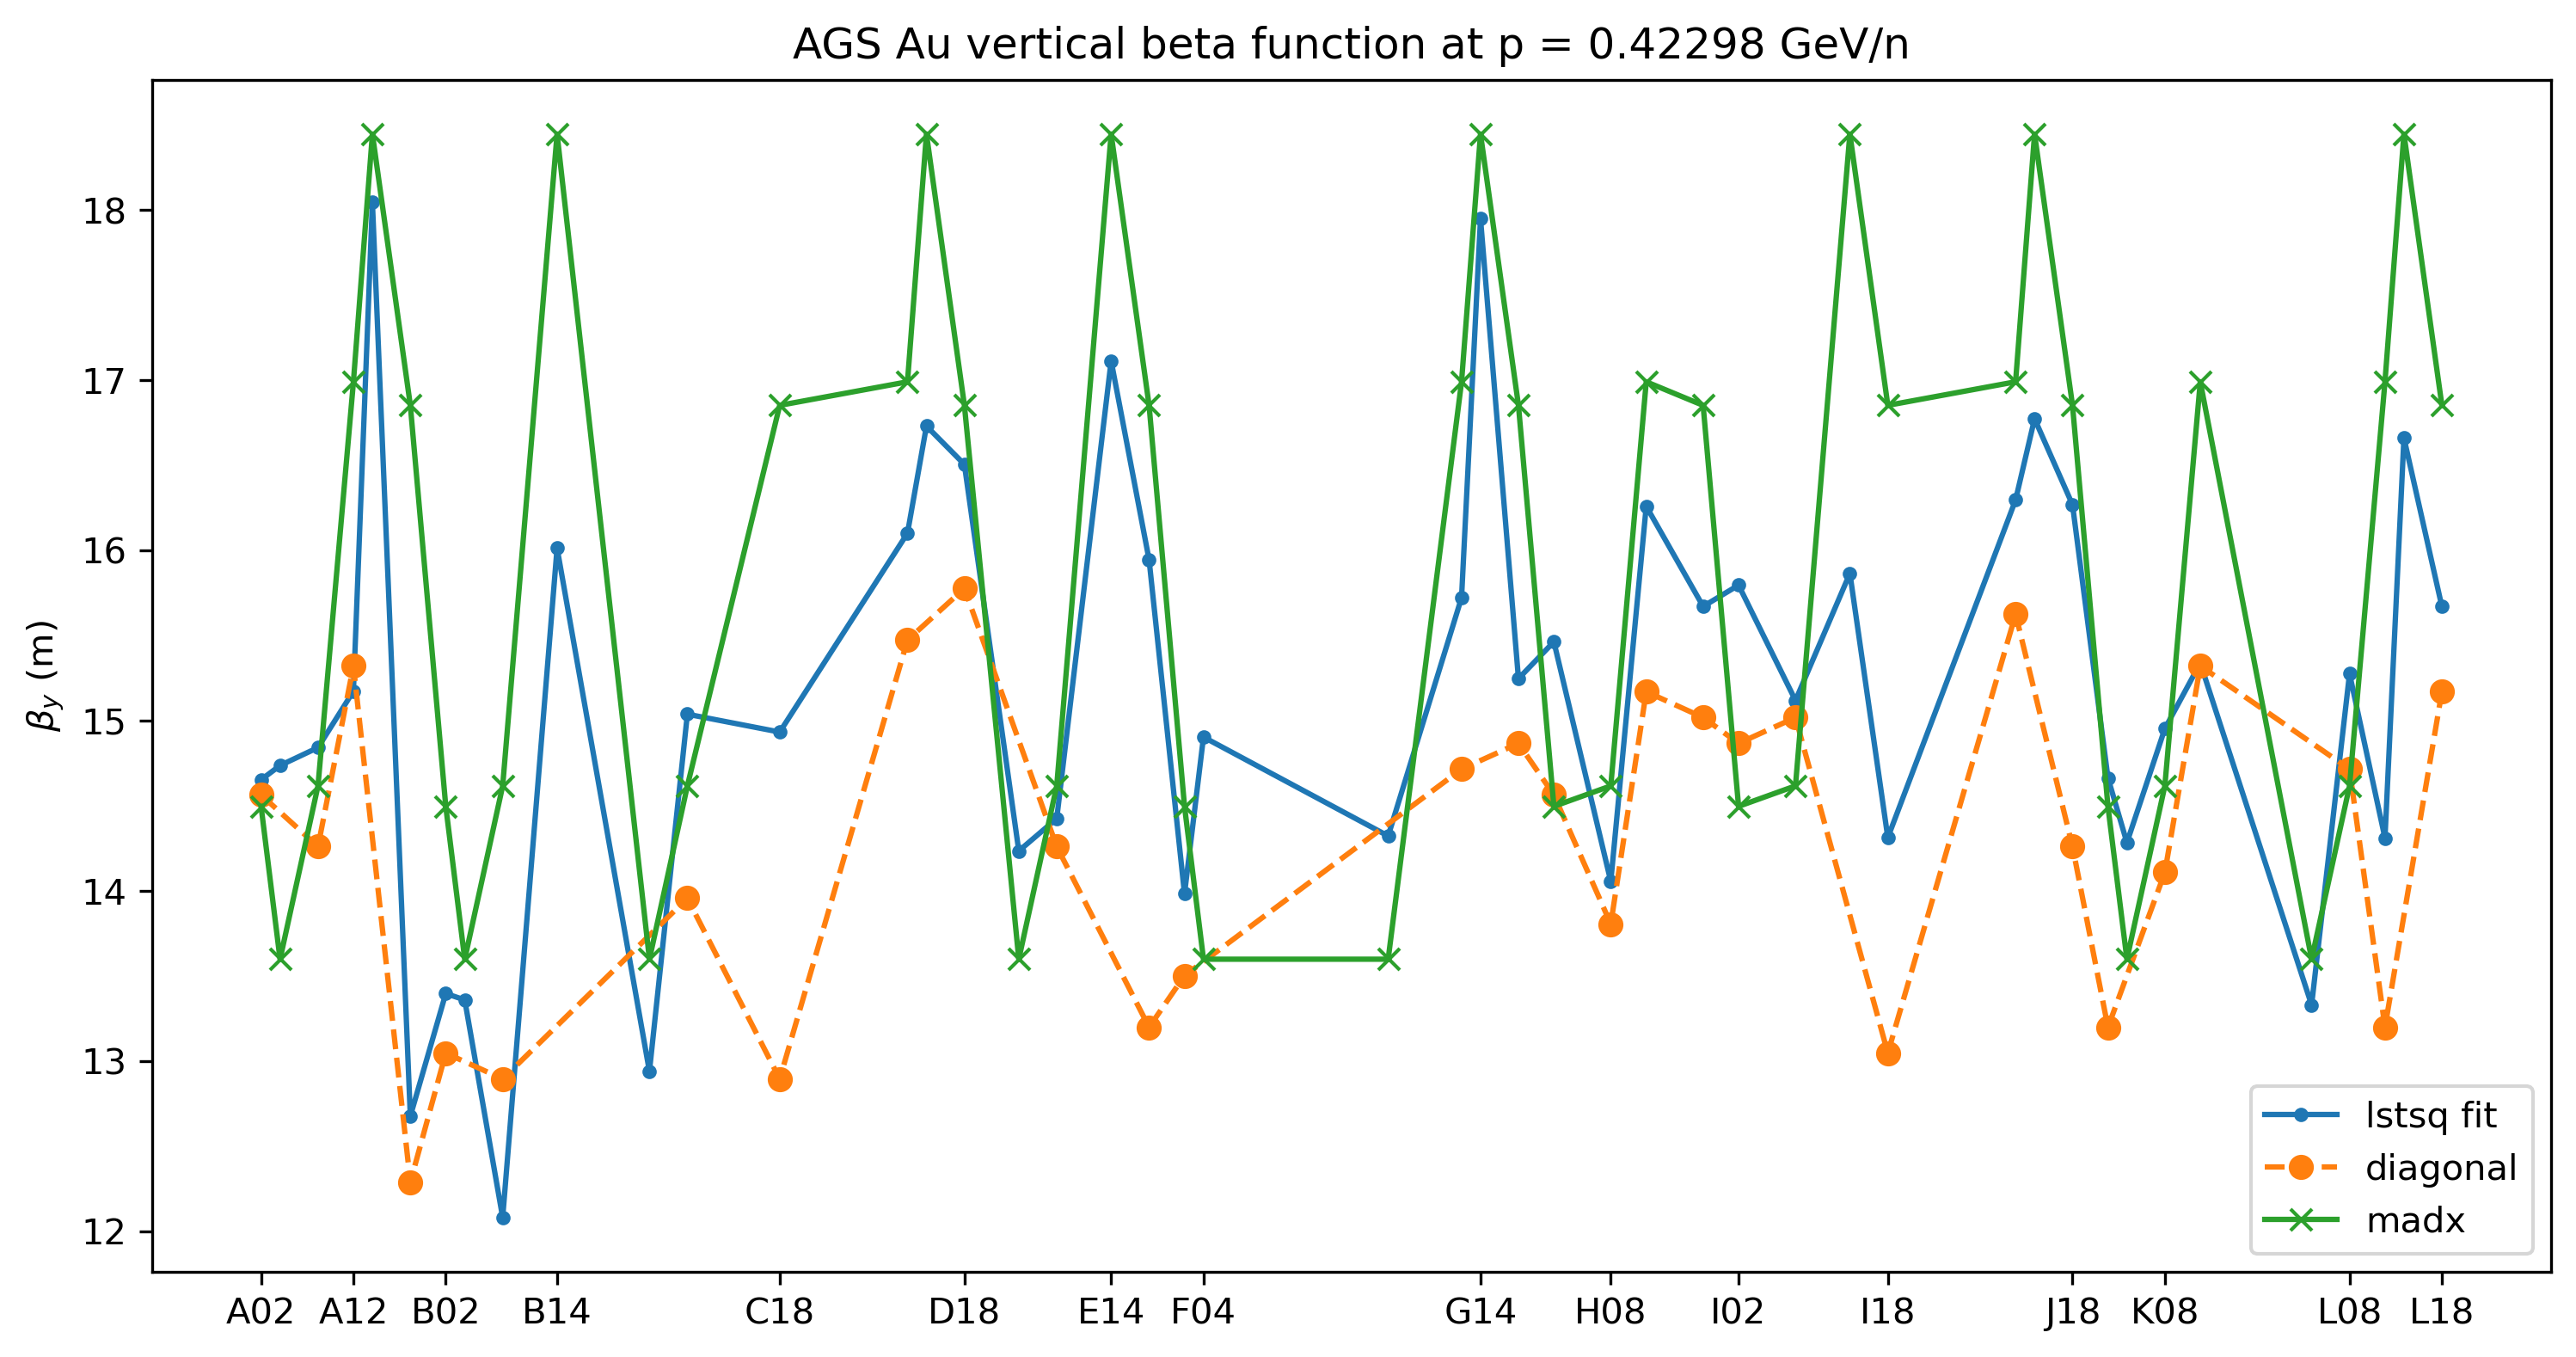 AGS Au vertical beta function at p = 0.42298 GeV/n
βy (m)
18
17
16
15
14
13
12
A02 A12 B02 B14 C18 D18 E14 F04 G14 H08 I02 I18 J18 K08 L08 L18
lstsq fit
diagonal
madx